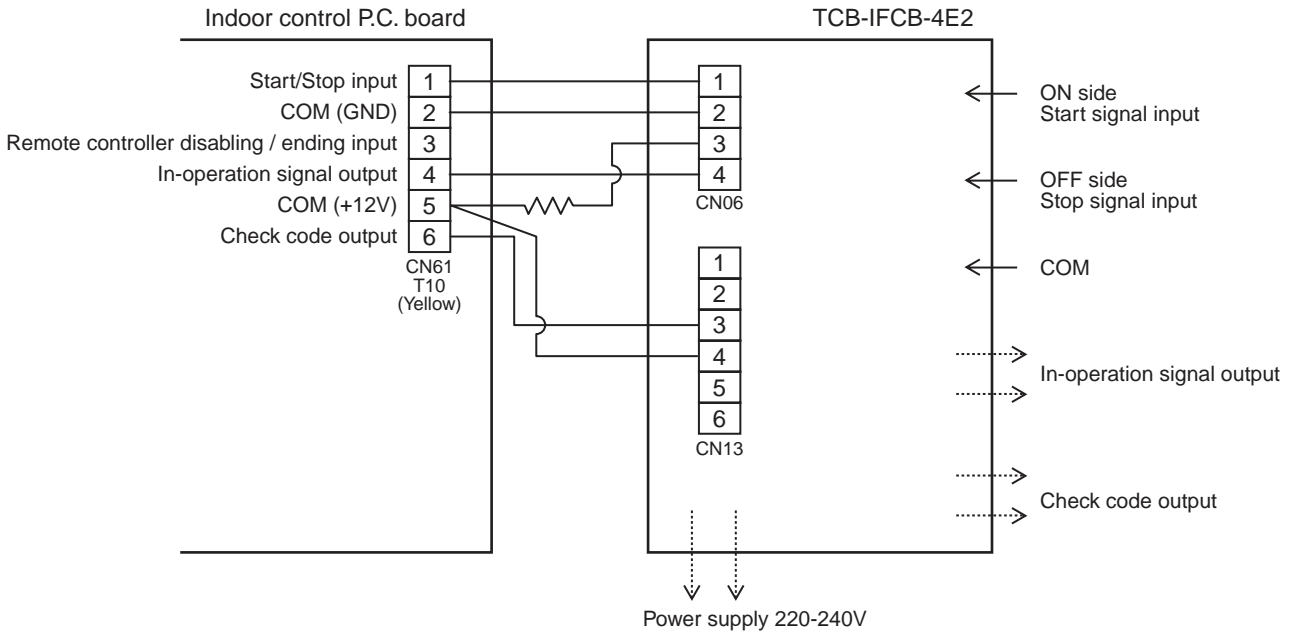 Indoor control P.C. board
TCB-IFCB-4E2
Start/Stop input 1
COM (GND) 2
Remote controller disabling / ending input 3
In-operation signal output 4
COM (+12V) 5
Check code output 6
CN61
T10
(Yellow)
1
2
3
4
CN06
1
2
3
4
5
6
CN13
ON side
Start signal input
OFF side
Stop signal input
COM
In-operation signal output
Check code output
Power supply 220-240V